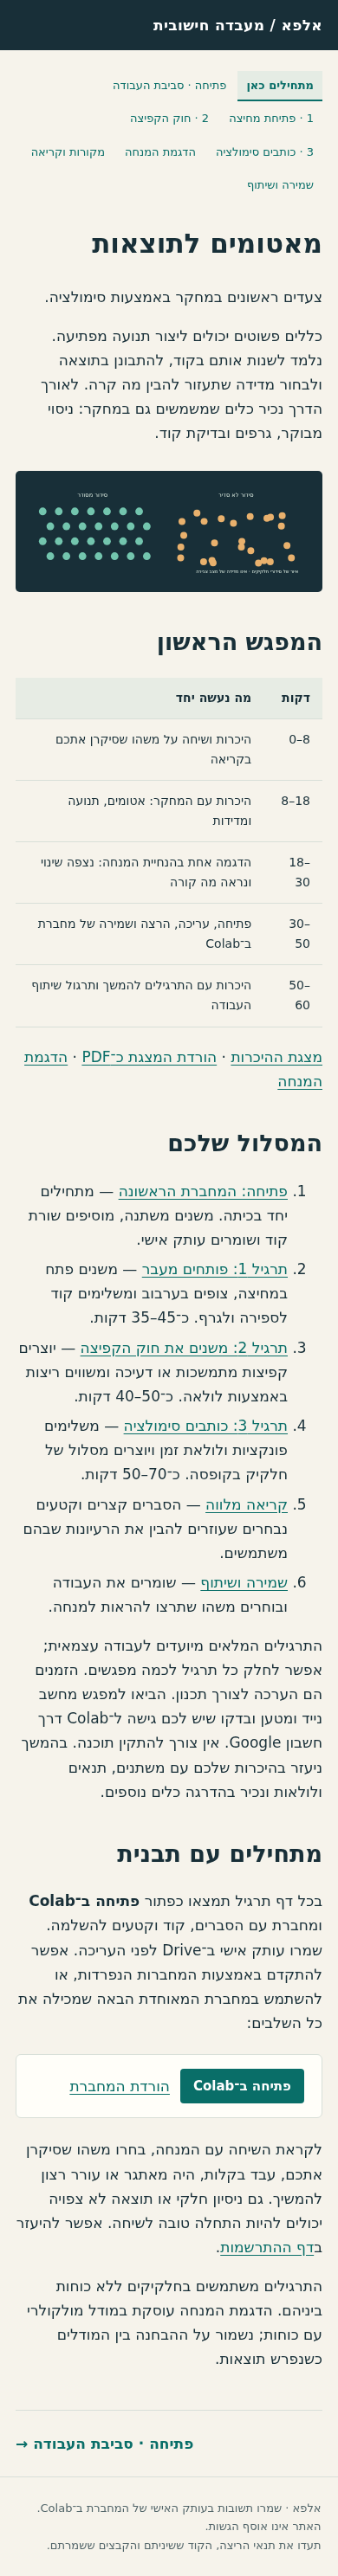 אלפא / מעבדה חישובית
מתחילים כאן
פתיחה · סביבת העבודה
1 · פתיחת מחיצה
2 · חוק הקפיצה
3 · כותבים סימולציה
הדגמת המנחה
מקורות וקריאה
שמירה ושיתוף
מאטומים לתוצאות
צעדים ראשונים במחקר באמצעות סימולציה.
כללים פשוטים יכולים ליצור תנועה מפתיעה.
נלמד לשנות אותם בקוד, להתבונן בתוצאה
ולבחור מדידה שתעזור להבין מה קרה. לאורך
הדרך נכיר כלים שמשמשים גם במחקר: ניסוי
מבוקר, גרפים ובדיקת קוד.
סידור לא סדיר
סידור מסודר
המפגש הראשון
דקות
מה נעשה יחד
0–8
היכרות ושיחה על משהו שסיקרן אתכם
בקריאה
8–18
היכרות עם המחקר: אטומים, תנועה
ומדידות
18–
30
הדגמה אחת בהנחיית המנחה: נצפה שינוי
ונראה מה קורה
30–
50
פתיחה, עריכה, הרצה ושמירה של מחברת
ב־Colab
50–
60
היכרות עם התרגילים להמשך ותרגול שיתוף
העבודה
מצגת ההיכרות · הורדת המצגת כ־PDF · הדגמת
המנחה
המסלול שלכם
1. פתיחה: המחברת הראשונה — מתחילים
יחד בכיתה. משנים משתנה, מוסיפים שורת
קוד ושומרים עותק אישי.
2. תרגיל 1: פותחים מעבר — משנים פתח
במחיצה, צופים בערבוב ומשלימים קוד
לספירה ולגרף. כ־35–45 דקות.
3. תרגיל 2: משנים את חוק הקפיצה — יוצרים
קפיצות מתמשכות או דעיכה ומשווים ריצות
באמצעות לולאה. כ־40–50 דקות.
4. תרגיל 3: כותבים סימולציה — משלימים
פונקציות ולולאת זמן ויוצרים מסלול של
חלקיק בקופסה. כ־50–70 דקות.
5. קריאה מלווה — הסברים קצרים וקטעים
נבחרים שעוזרים להבין את הרעיונות שבהם
משתמשים.
6. שמירה ושיתוף — שומרים את העבודה
ובוחרים משהו שתרצו להראות למנחה.
התרגילים המלאים מיועדים לעבודה עצמאית;
אפשר לחלק כל תרגיל לכמה מפגשים. הזמנים
הם הערכה לצורך תכנון. הביאו למפגש מחשב
נייד ומטען ובדקו שיש לכם גישה ל־Colab דרך
חשבון Google. אין צורך להתקין תוכנה. בהמשך
ניעזר בהיכרות שלכם עם משתנים, תנאים
ולולאות ונכיר בהדרגה כלים נוספים.
מתחילים עם תבנית
בכל דף תרגיל תמצאו כפתור פתיחה ב־Colab
ומחברת עם הסברים, קוד וקטעים להשלמה.
שמרו עותק אישי ב־Drive לפני העריכה. אפשר
להתקדם באמצעות המחברות הנפרדות, או
להשתמש במחברת המאוחדת הבאה שמכילה את
כל השלבים:
פתיחה ב־Colab
הורדת המחברת
לקראת השיחה עם המנחה, בחרו משהו שסיקרן
אתכם, עבד בקלות, היה מאתגר או עורר רצון
להמשיך. גם ניסיון חלקי או תוצאה לא צפויה
יכולים להיות התחלה טובה לשיחה. אפשר להיעזר
בדף ההתרשמות.
התרגילים משתמשים בחלקיקים ללא כוחות
ביניהם. הדגמת המנחה עוסקת במודל מולקולרי
עם כוחות; נשמור על ההבחנה בין המודלים
כשנפרש תוצאות.
פתיחה · סביבת העבודה →
אלפא · שמרו תשובות בעותק האישי של המחברת ב־Colab.
האתר אינו אוסף הגשות.
תעדו את תנאי הריצה, הקוד ששיניתם והקבצים ששמרתם.